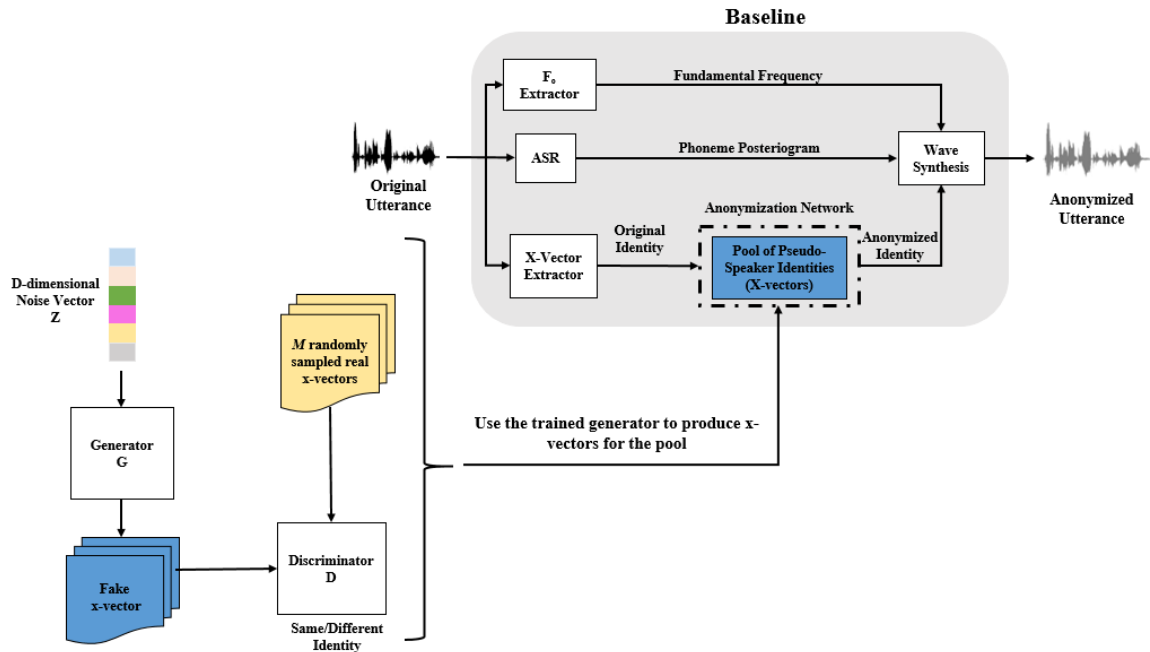 Baseline
F₀
Extractor
Fundamental Frequency
Original
Utterance
ASR
Phoneme Posteriogram
Wave
Synthesis
Anonymized
Utterance
X-Vector
Extractor
Original
Identity
Anonymization Network
Pool of Pseudo-
Speaker Identities
(X-vectors)
Anonymized
Identity
D-dimensional
Noise Vector
Z
M randomly
sampled real
x-vectors
Generator
G
Fake
x-vector
Discriminator
D
Same/Different
Identity
Use the trained generator to produce x-
vectors for the pool